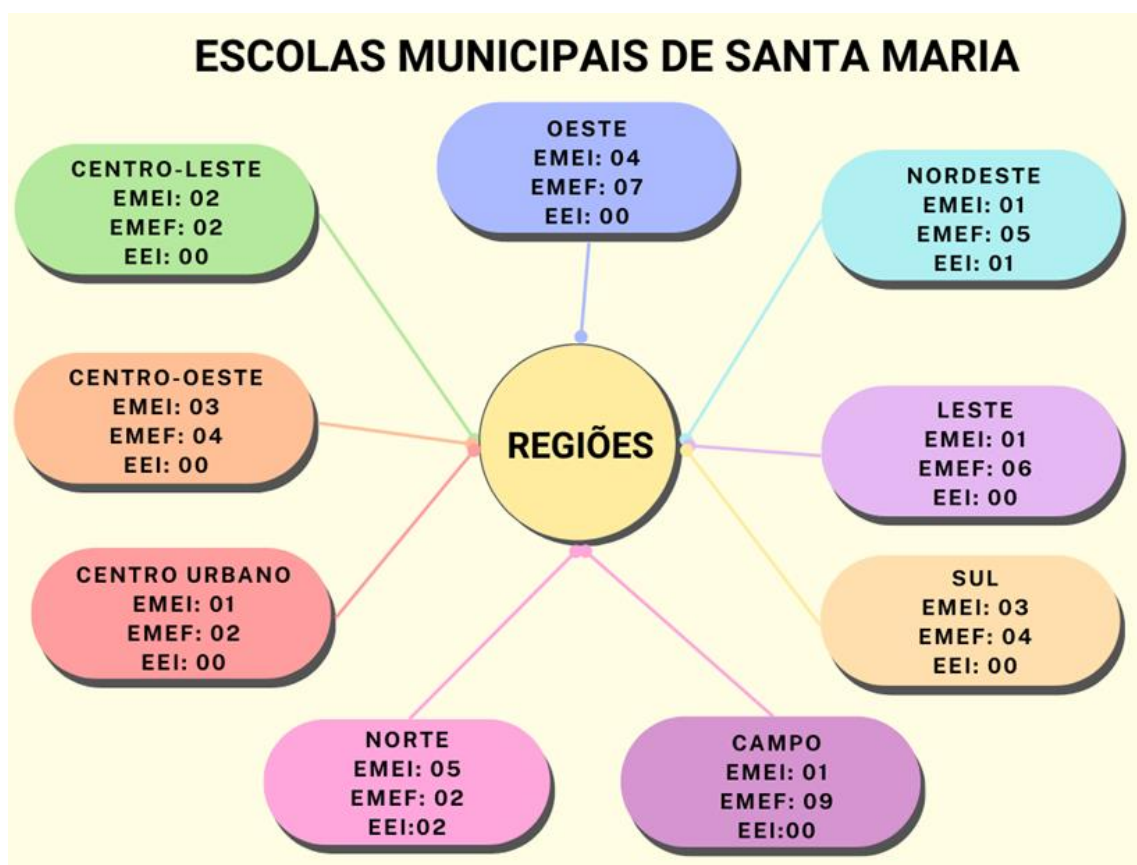 ESCOLAS MUNICIPAIS DE SANTA MARIA
OESTE
EMEI: 04
EMEF: 07
EEI: 00
CENTRO-LESTE
EMEI: 02
EMEF: 02
EEI: 00
NORDESTE
EMEI: 01
EMEF: 05
EEI: 01
CENTRO-OESTE
EMEI: 03
EMEF: 04
EEI: 00
REGIÕES
LESTE
EMEI: 01
EMEF: 06
EEI: 00
CENTRO URBANO
EMEI: 01
EMEF: 02
EEI: 00
SUL
EMEI: 03
EMEF: 04
EEI: 00
NORTE
EMEI: 05
EMEF: 02
EEI:02
CAMPO
EMEI: 01
EMEF: 09
EEI:00